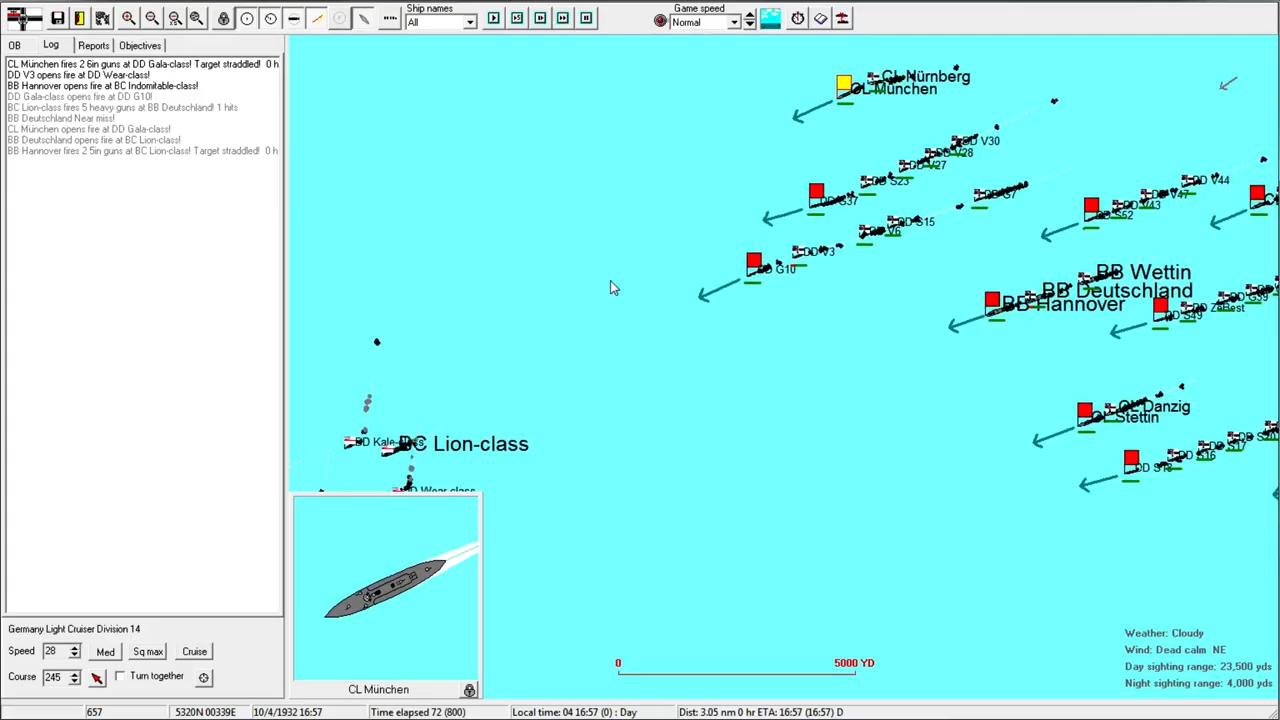 Ship names
All
Game speed
Normal
OB
Log
Reports
Objectives
CL München fires 2 6in guns at DD Gala-class! Target straddled! 0 h
DD V3 opens fire at DD Wear-class!
BB Hannover opens fire at BC Indomitable-class!
DD Gala-class opens fire at DD G10!
BC Lion-class fires 5 heavy guns at BB Deutschland! 1 hits
BB Deutschland Near miss!
CL München opens fire at DD Gala-class!
BB Deutschland opens fire at BC Lion-class!
BB Hannover fires 2 5in guns at BC Lion-class! Target straddled! 0 h
CL Nürnberg
CL München
DD V30
DD V28
DD V27
DD S23
DD G37
DD G7
DD S15
DD V6
DD V3
DD G10
DD V44
DD V47
DD V43
DD S52
BB Wettin
BB Deutschland
BB Hannover
DD G39
DD S49
CL Danzig
CL Stettin
DD S17
DD S16
BC Lion-class
DD Wear-class
Germany Light Cruiser Division 14
Speed
28
Med
Sq max
Cruise
Course
245
Turn together
CL München
0
5000 YD
Weather: Cloudy
Wind: Dead calm NE
Day sighting range: 23,500 yds
Night sighting range: 4,000 yds
657
5320N 00339E
10/4/1932 16:57
Time elapsed 72 (800)
Local time: 04 16:57 (0) : Day
Dist: 3.05 nm 0 hr ETA: 16:57 (16:57) D